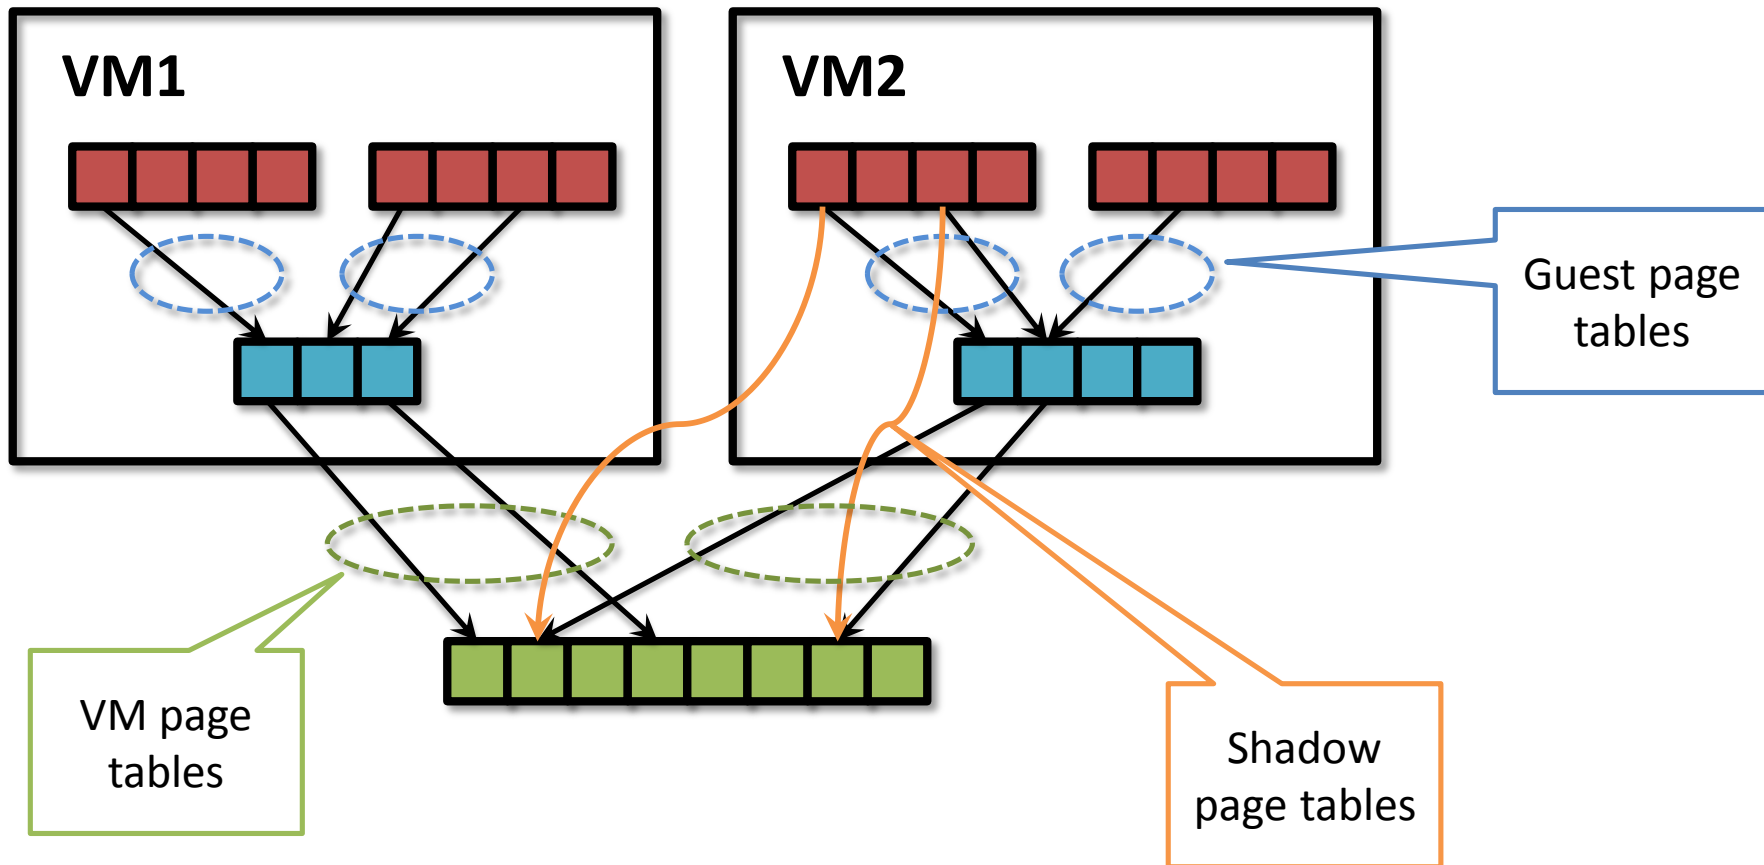 VM1
VM2
Guest page
tables
VM page
tables
Shadow
page tables